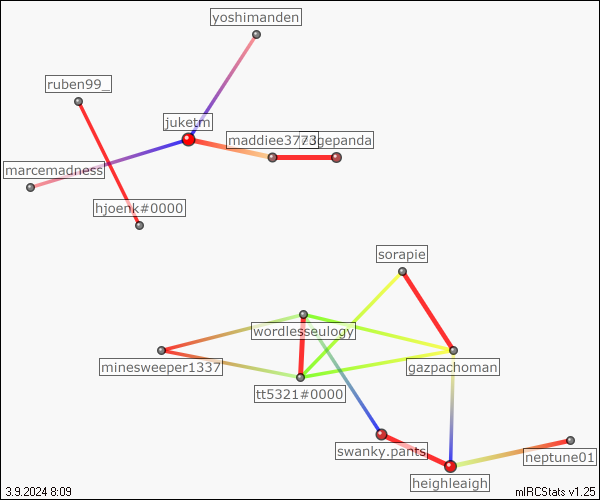 yoshimanden
ruben99_
juketm
maddiee3773
marcemadness
hjoenk#0000
sorapie
wordlesseulogy
minesweeper1337
gazpachoman
tt5321#0000
swanky.pants
neptune01
heighleaigh
3.9.2024 8:09
mIRCStats v1.25